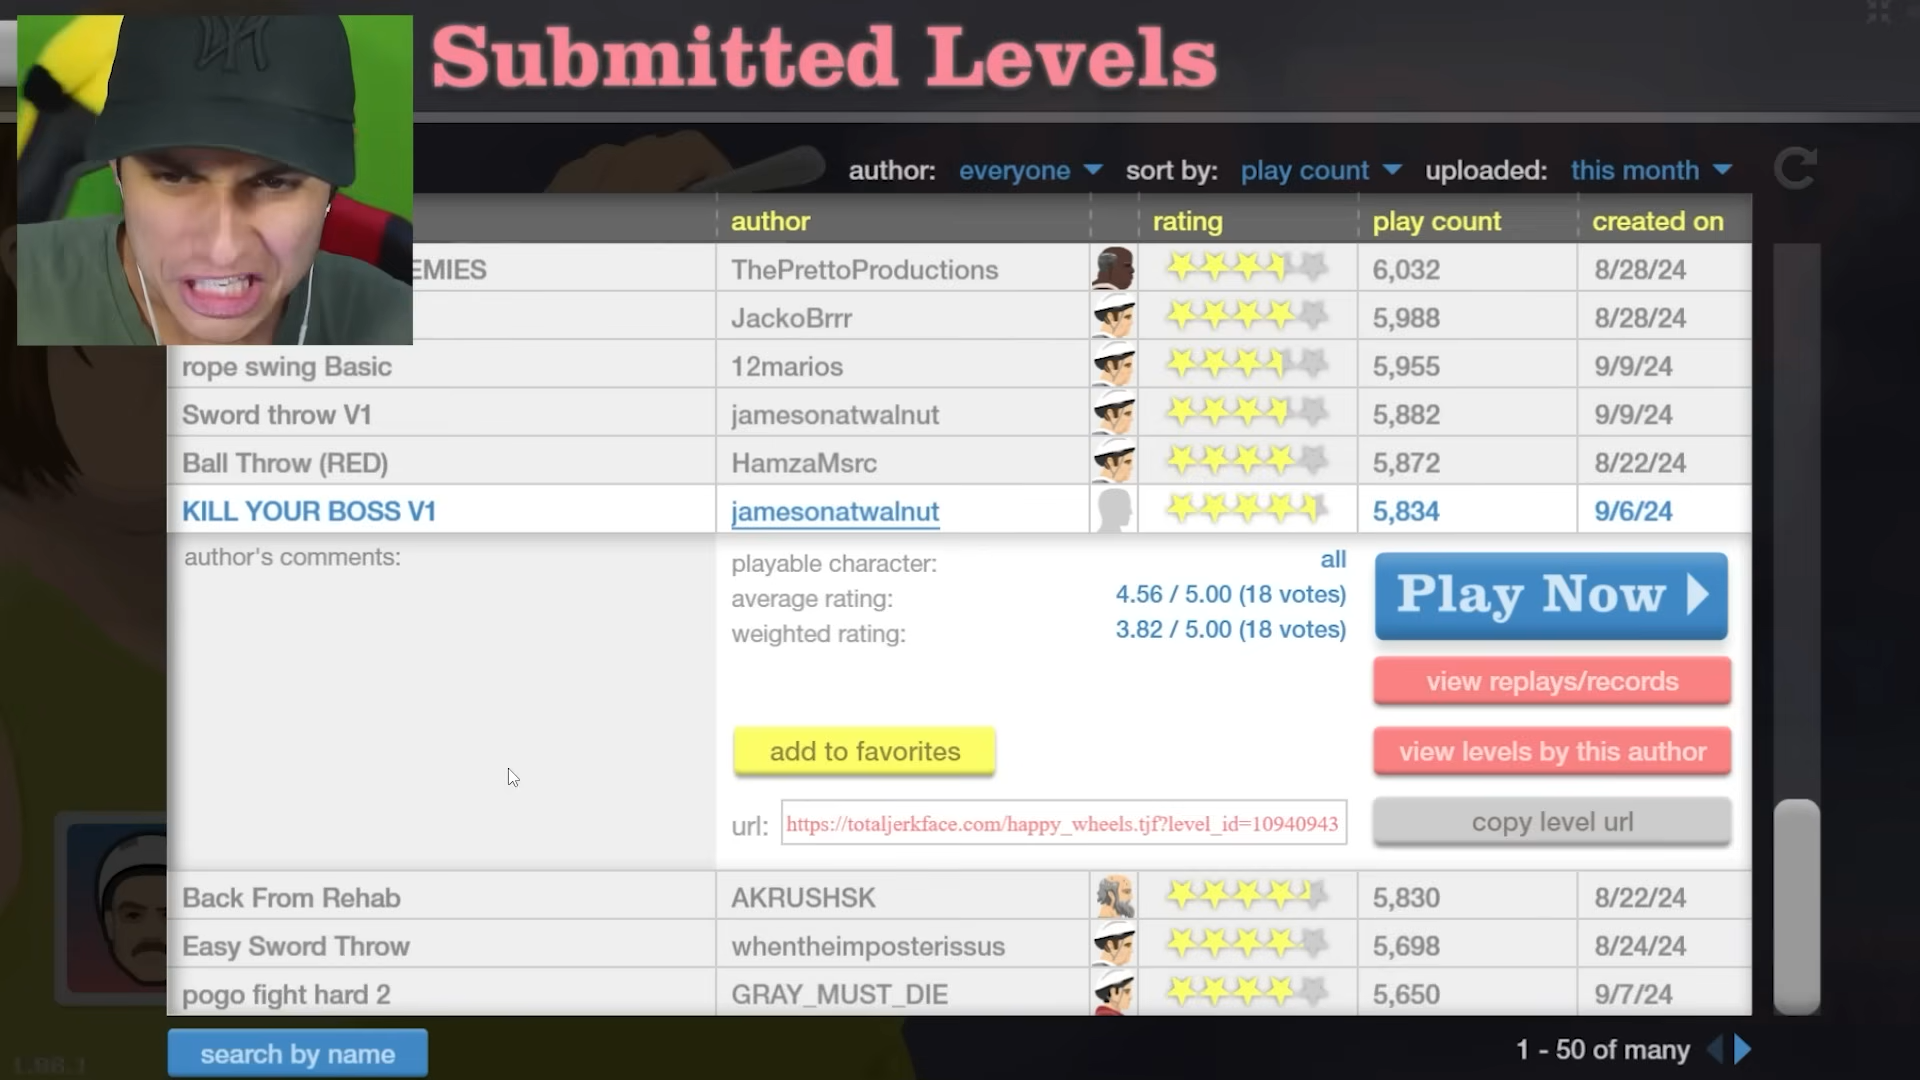 Submitted Levels
author: everyone sort by: play count uploaded: this month
author rating play count created on
EMIES ThePrettoProductions 6,032 8/28/24
JackoBrrr 5,988 8/28/24
rope swing Basic 12marios 5,955 9/9/24
Sword throw V1 jamesonatwalnut 5,882 9/9/24
Ball Throw (RED) HamzaMsrc 5,872 8/22/24
KILL YOUR BOSS V1 jamesonatwalnut 5,834 9/6/24
author's comments:
playable character: all
average rating: 4.56 / 5.00 (18 votes)
weighted rating: 3.82 / 5.00 (18 votes)
Play Now
view replays/records
add to favorites
view levels by this author
url: https://totaljerkface.com/happy_wheels.tjf?level_id=10940943
copy level url
Back From Rehab AKRUSHSK 5,830 8/22/24
Easy Sword Throw whentheimposterissus 5,698 8/24/24
pogo fight hard 2 GRAY_MUST_DIE 5,650 9/7/24
search by name
1 - 50 of many